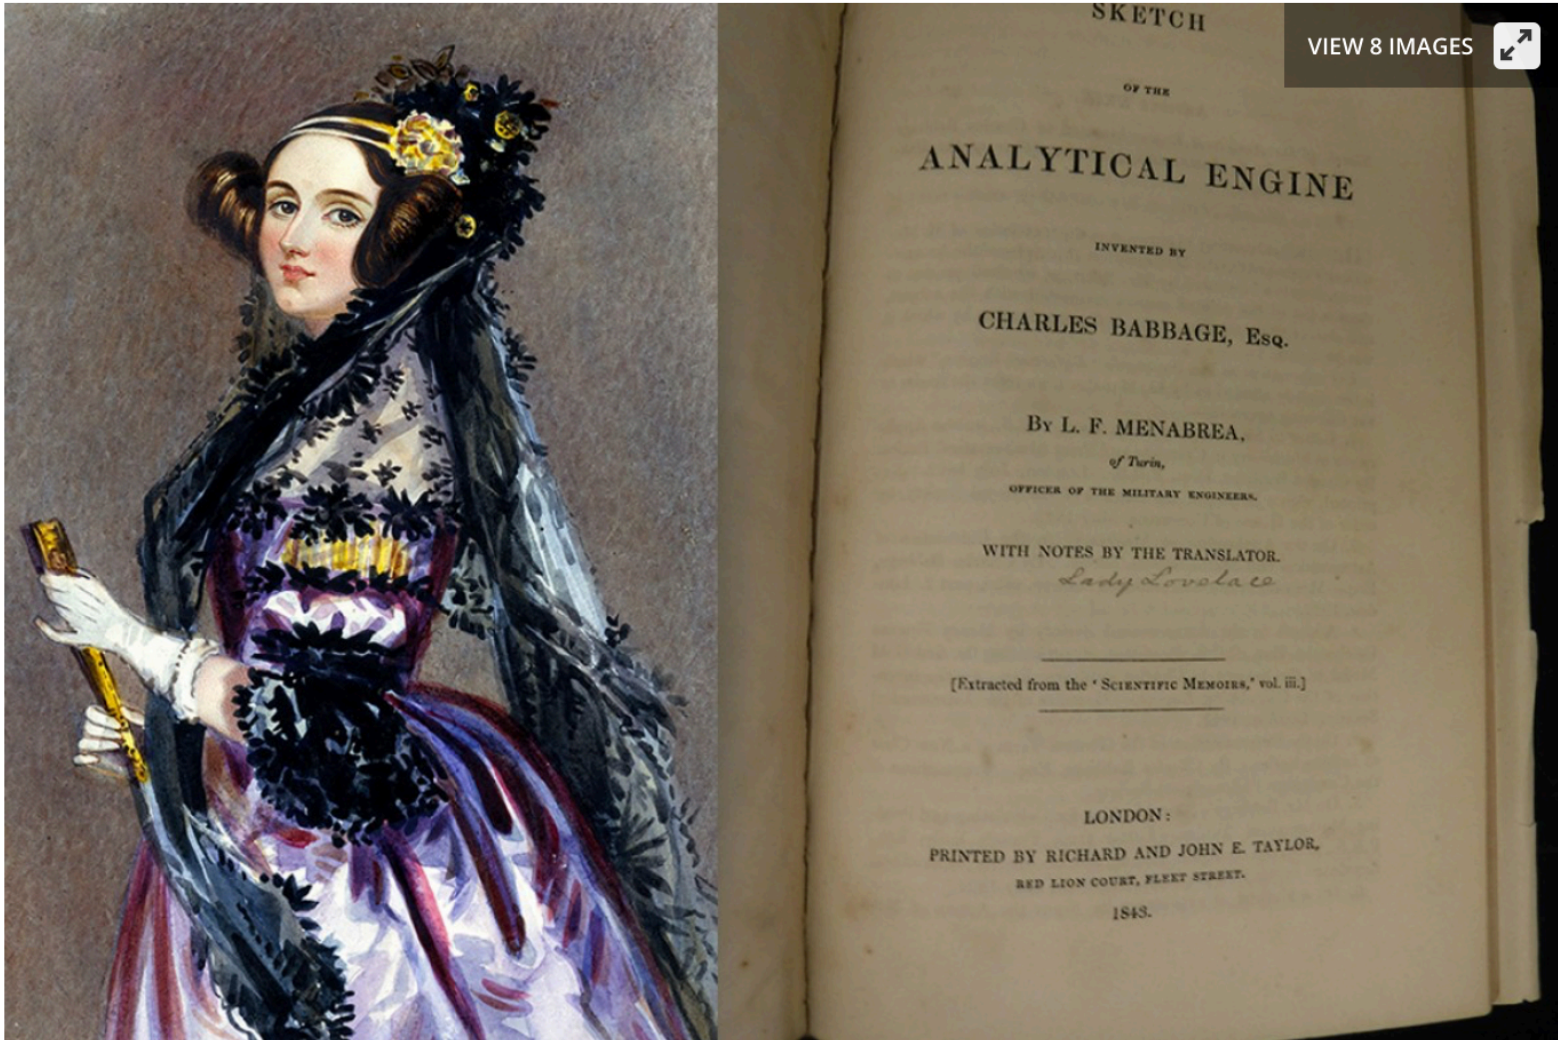 VIEW 8 IMAGES
SKETCH
OF THE
ANALYTICAL ENGINE
INVENTED BY
CHARLES BABBAGE, Esq.
By L. F. MENABREA,
of Turin,
OFFICER OF THE MILITARY ENGINEERS.
WITH NOTES BY THE TRANSLATOR.
Lady Lovelace
[Extracted from the ‘Scientific Memoirs,’ vol. iii.]
LONDON:
PRINTED BY RICHARD AND JOHN E. TAYLOR,
RED LION COURT, FLEET STREET.
1843.